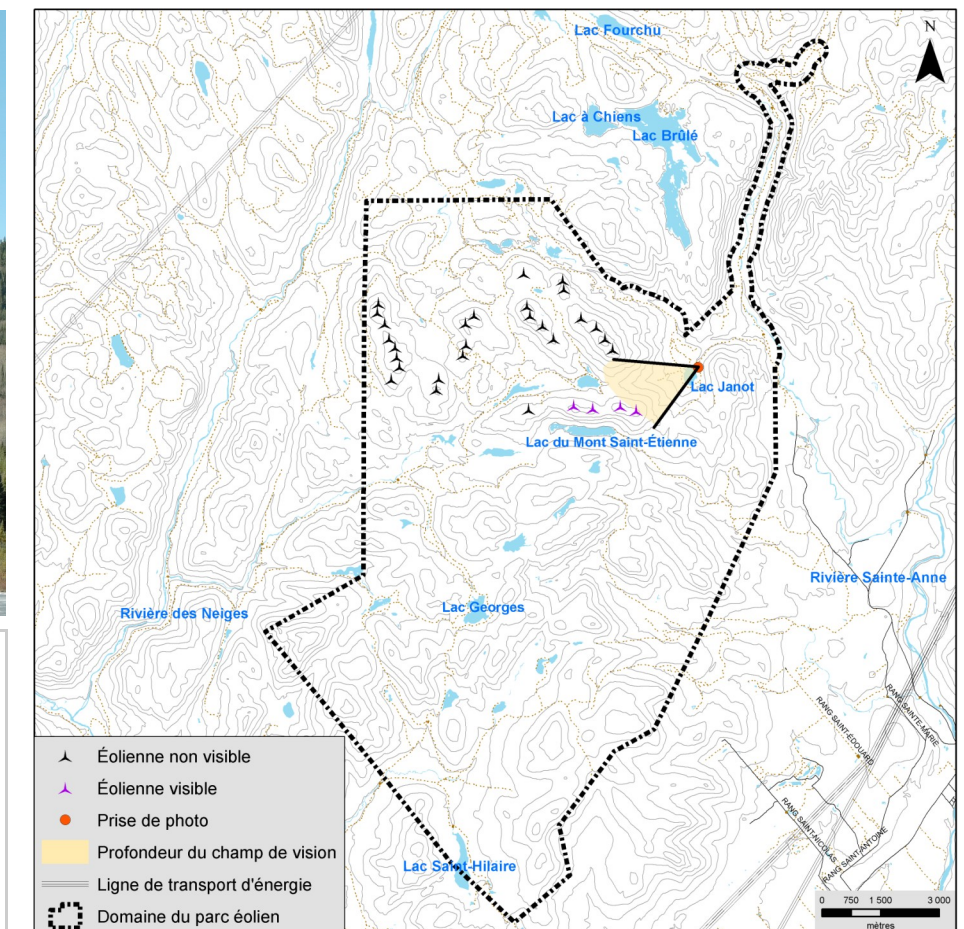 Lac Fourchu
N
Lac à Chiens
Lac Brûlé
Lac Janot
Lac du Mont Saint-Étienne
Rivière Sainte-Anne
Rivière des Neiges
Lac Georges
RANG SAINTE-MARIE
RANG SAINT-ÉDOUARD
RANG SAINT-NICOLAS
RANG SAINT-ANTOINE
Lac Saint-Hilaire
Éolienne non visible
Éolienne visible
Prise de photo
Profondeur du champ de vision
Ligne de transport d'énergie
Domaine du parc éolien
0 750 1 500 3 000
mètres